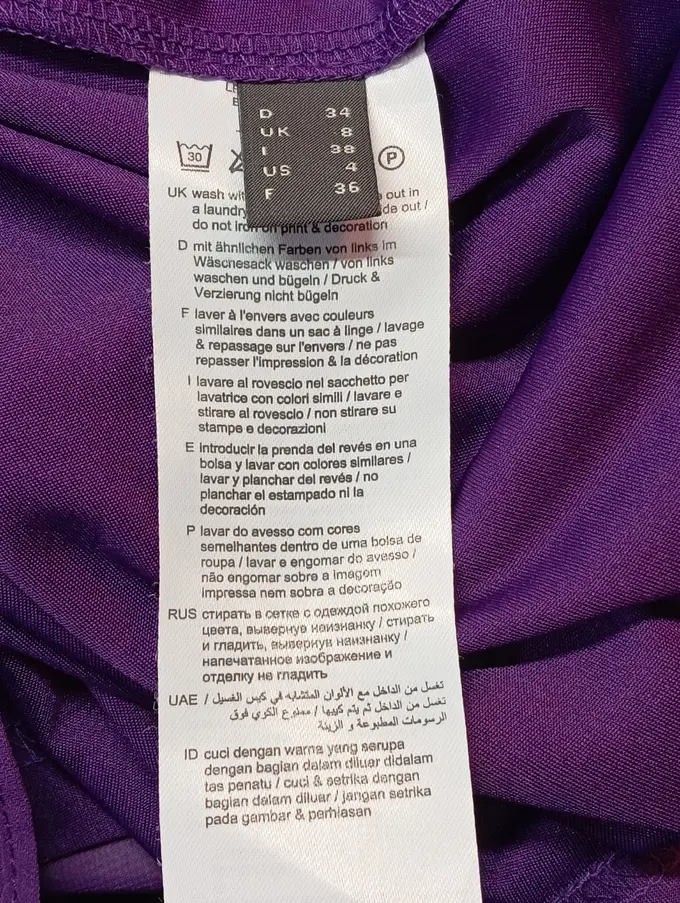 D 34
UK 8
I 38
US 4
F 36
30
P
UK wash out in
a laundry out /
do not iron on print & decoration
D mit ähnlichen Farben von links im
Wäschesack waschen / von links
waschen und bügeln / Druck &
Verzierung nicht bügeln
F laver à l'envers avec couleurs
similaires dans un sac à linge / lavage
& repassage sur l'envers / ne pas
repasser l'impression & la décoration
I lavare al rovescio nel sacchetto per
lavatrice con colori simili / lavare e
stirare al rovescio / non stirare su
stampe e decorazioni
E introducir la prenda del revés en una
bolsa y lavar con colores similares /
lavar y planchar del revés / no
planchar el estampado ni la
decoración
P lavar do avesso com cores
semelhantes dentro de uma bolsa de
roupa / lavar e engomar do avesso /
não engomar sobre a imagem
impressa nem sobra a decoração
RUS стирать в сетке с одеждой похожего
цвета, вывернув наизнанку / стирать
и гладить, вывернув наизнанку /
напечатанное изображение и
отделку не гладить
UAE تغسل من الداخل مع الألوان المتشابه في كيس الغسيل /
تغسل من الداخل ثم يتم كيها / ممنوع الكري فوق
الرسومات المطبوعة و الزينة
ID cuci dengan warna yang serupa
dengan bagian dalam diluar didalam
tas penatu / cuci & setrika dengan
bagian dalam diluar / jangan setrika
pada gambar & perhiasan